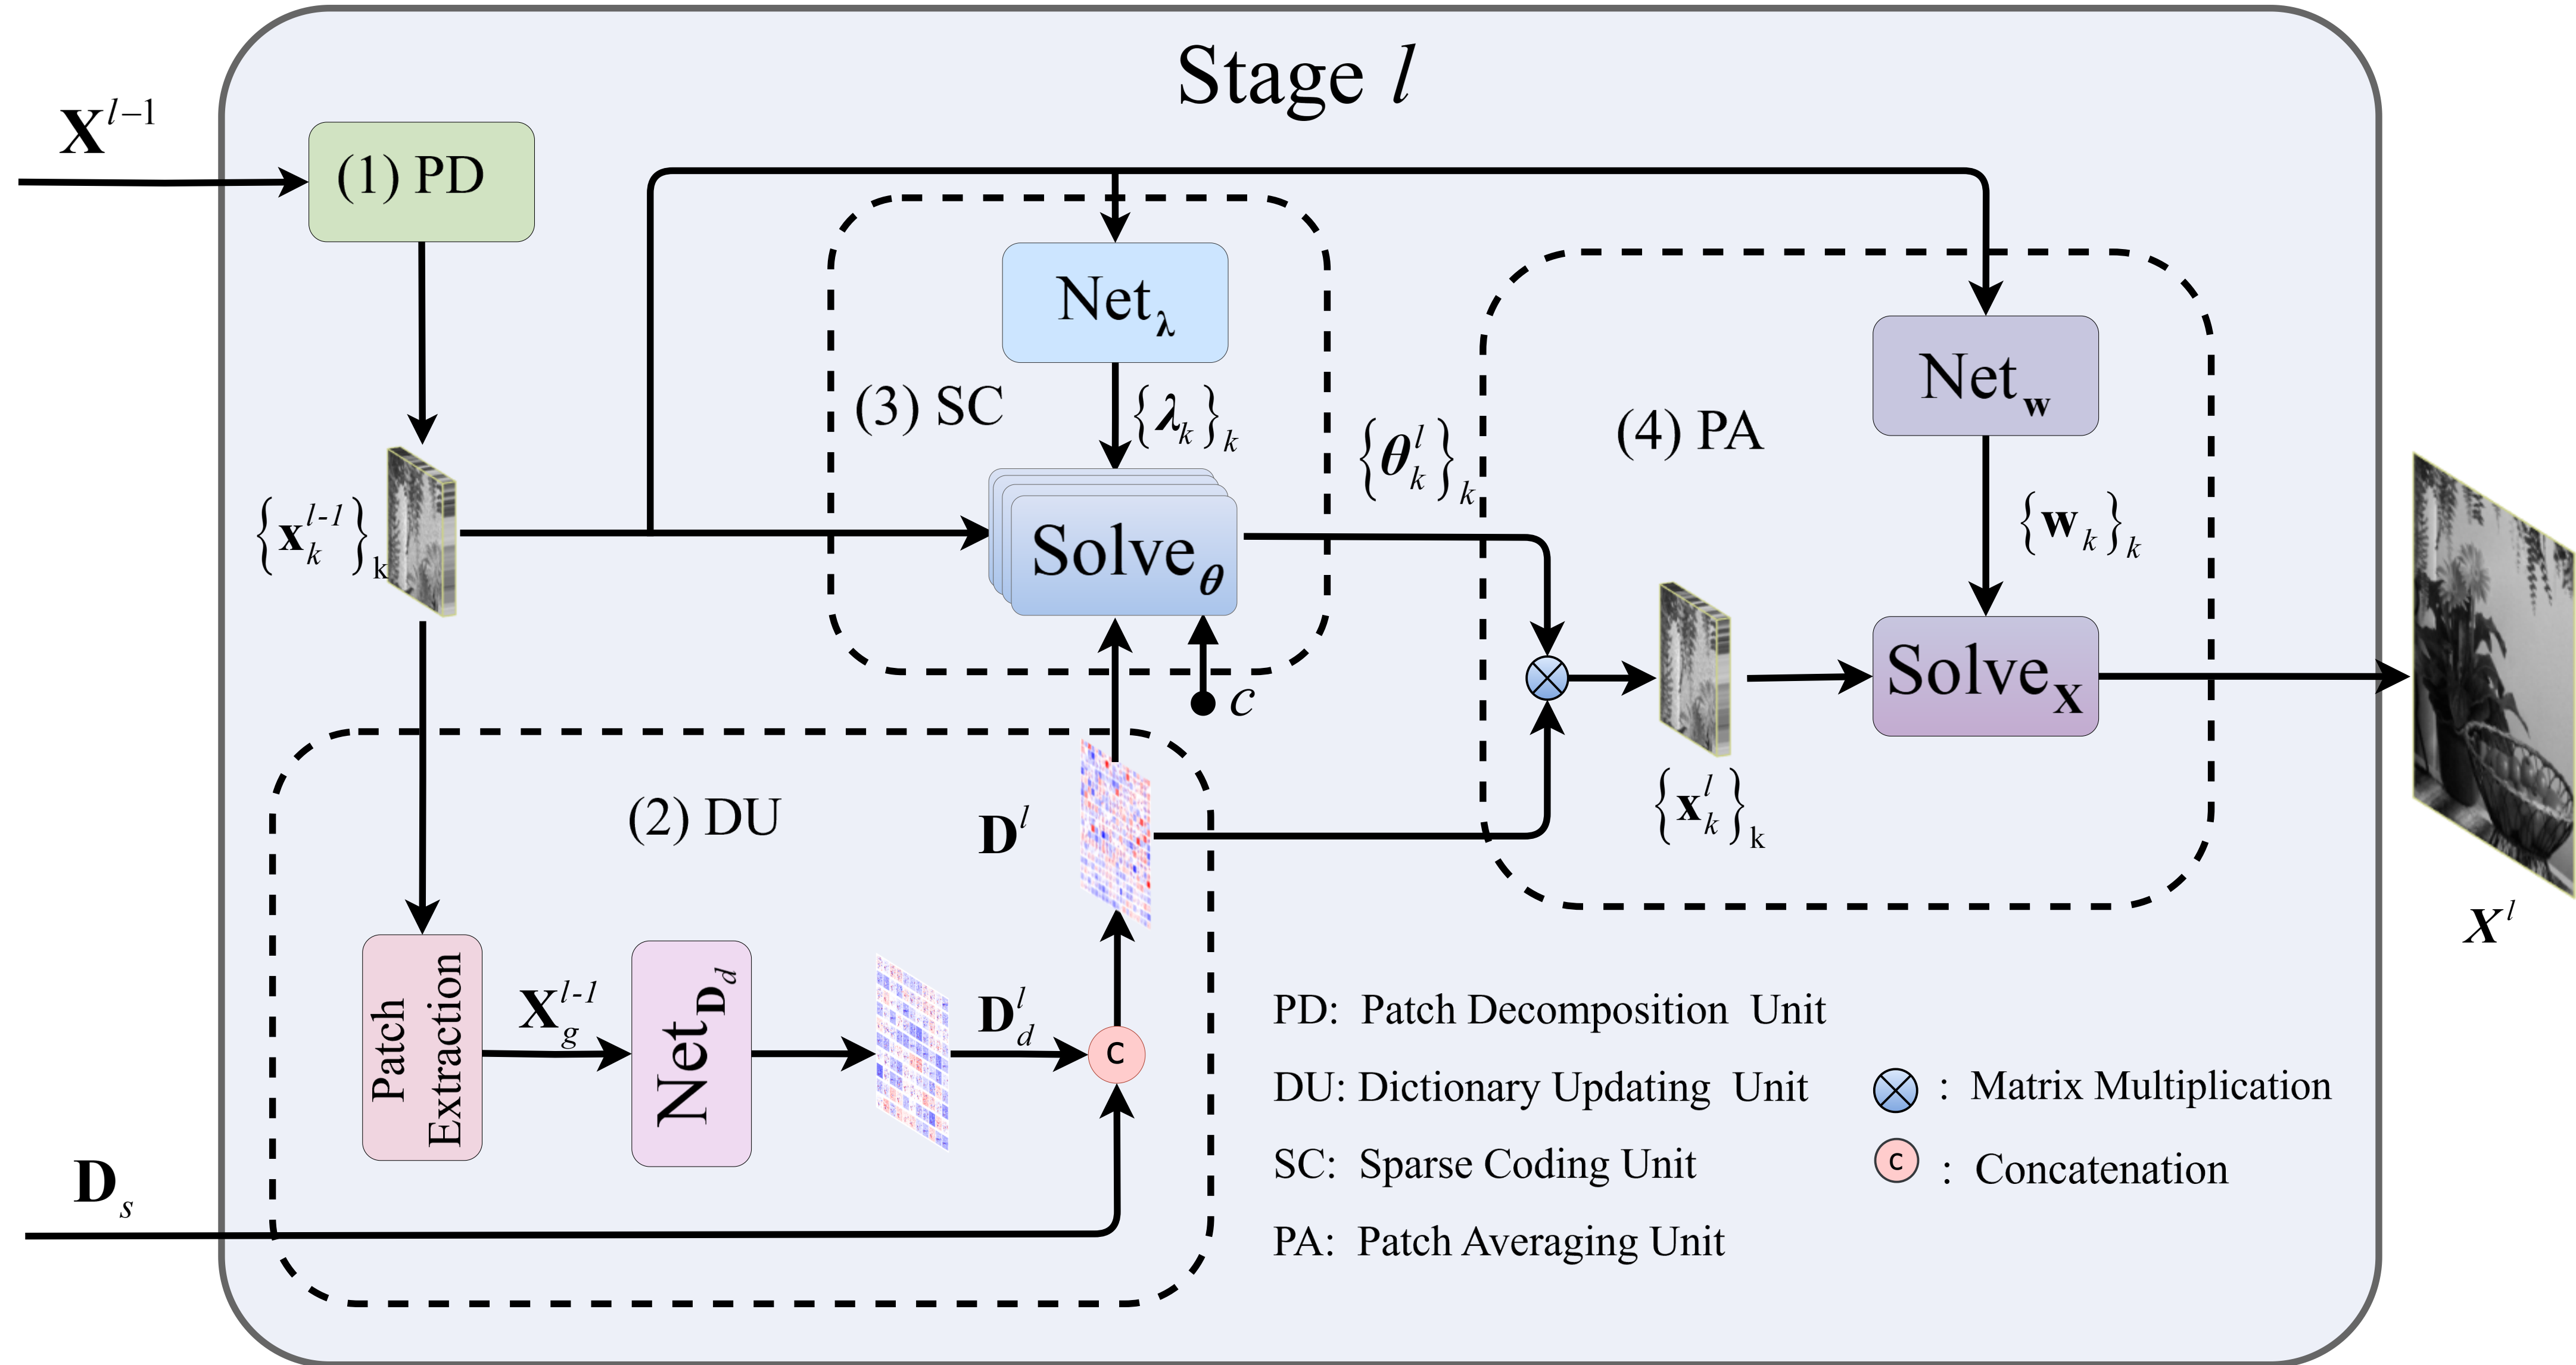 Stage l
X^{l-1}
(1) PD
Net_λ
(3) SC
{λ_k}_k
{x_k^{l-1}}_k
Solve_θ
{θ_k^l}_k
(4) PA
Net_w
{w_k}_k
Solve_X
c
{x_k^l}_k
X^l
(2) DU
D^l
Patch
Extraction
X_g^{l-1}
Net_{D_d}
D_d^l
C
D_s
PD: Patch Decomposition Unit
DU: Dictionary Updating Unit
SC: Sparse Coding Unit
PA: Patch Averaging Unit
: Matrix Multiplication
C : Concatenation